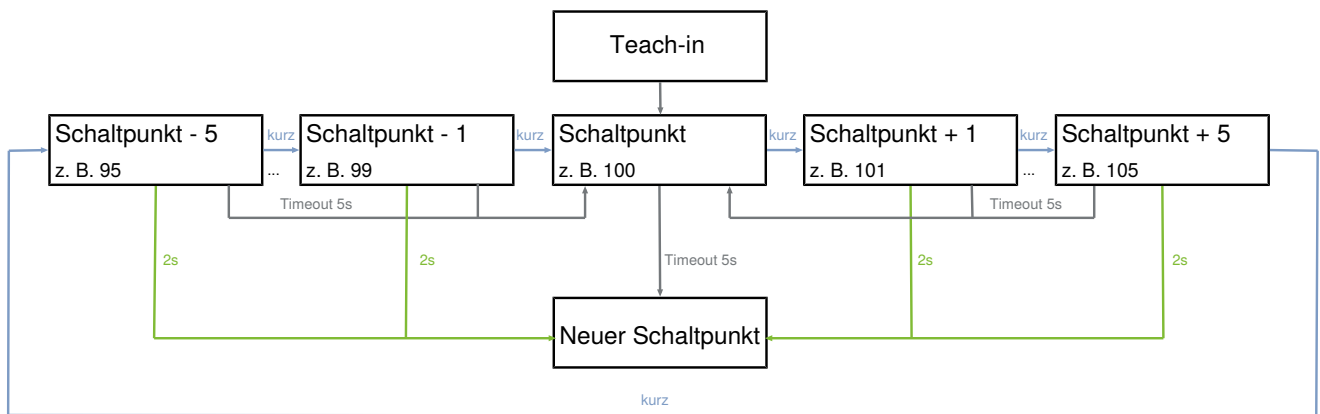 Teach-in
Schaltpunkt - 5
kurz
Schaltpunkt - 1
kurz
Schaltpunkt
kurz
Schaltpunkt + 1
kurz
Schaltpunkt + 5
z. B. 95
...
z. B. 99
z. B. 100
z. B. 101
...
z. B. 105
Timeout 5s
Timeout 5s
2s
2s
Timeout 5s
2s
2s
Neuer Schaltpunkt
kurz